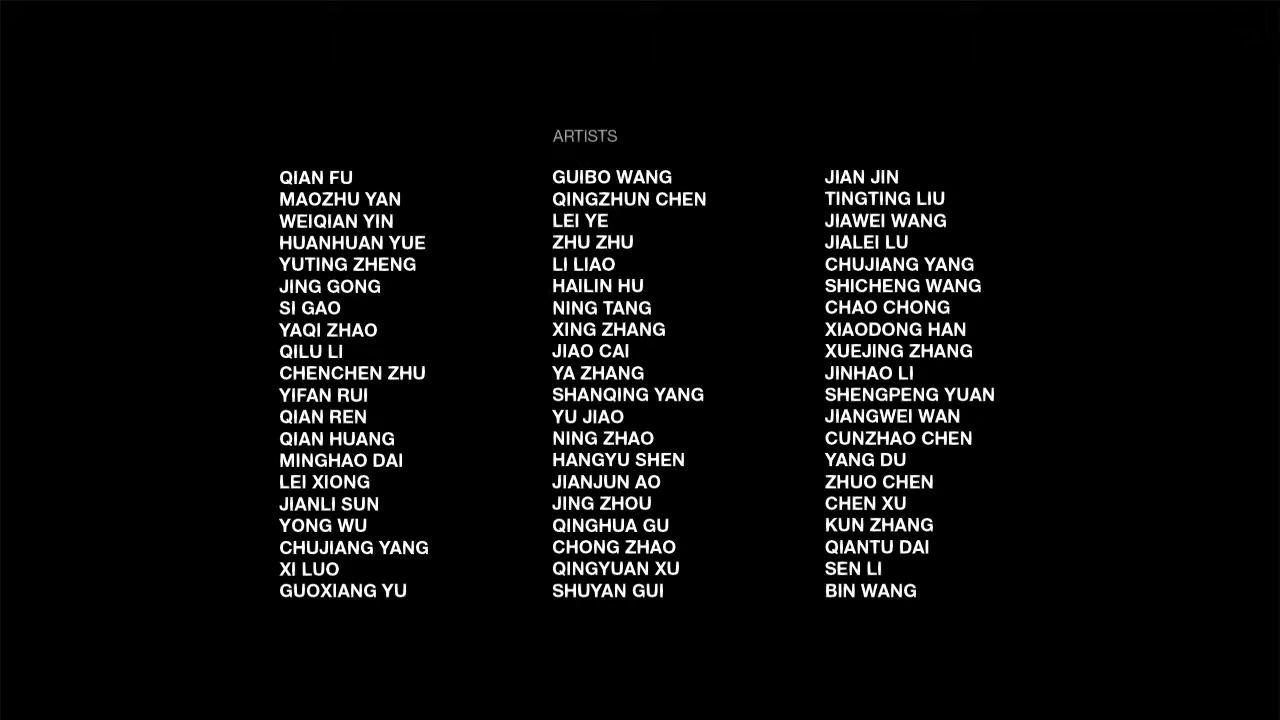 ARTISTS
QIAN FU
MAOZHU YAN
WEIQIAN YIN
HUANHUAN YUE
YUTING ZHENG
JING GONG
SI GAO
YAQI ZHAO
QILU LI
CHENCHEN ZHU
YIFAN RUI
QIAN REN
QIAN HUANG
MINGHAO DAI
LEI XIONG
JIANLI SUN
YONG WU
CHUJIANG YANG
XI LUO
GUOXIANG YU
GUIBO WANG
QINGZHUN CHEN
LEI YE
ZHU ZHU
LI LIAO
HAILIN HU
NING TANG
XING ZHANG
JIAO CAI
YA ZHANG
SHANQING YANG
YU JIAO
NING ZHAO
HANGYU SHEN
JIANJUN AO
JING ZHOU
QINGHUA GU
CHONG ZHAO
QINGYUAN XU
SHUYAN GUI
JIAN JIN
TINGTING LIU
JIAWEI WANG
JIALEI LU
CHUJIANG YANG
SHICHENG WANG
CHAO CHONG
XIAODONG HAN
XUEJING ZHANG
JINHAO LI
SHENGPENG YUAN
JIANGWEI WAN
CUNZHAO CHEN
YANG DU
ZHUO CHEN
CHEN XU
KUN ZHANG
QIANTU DAI
SEN LI
BIN WANG